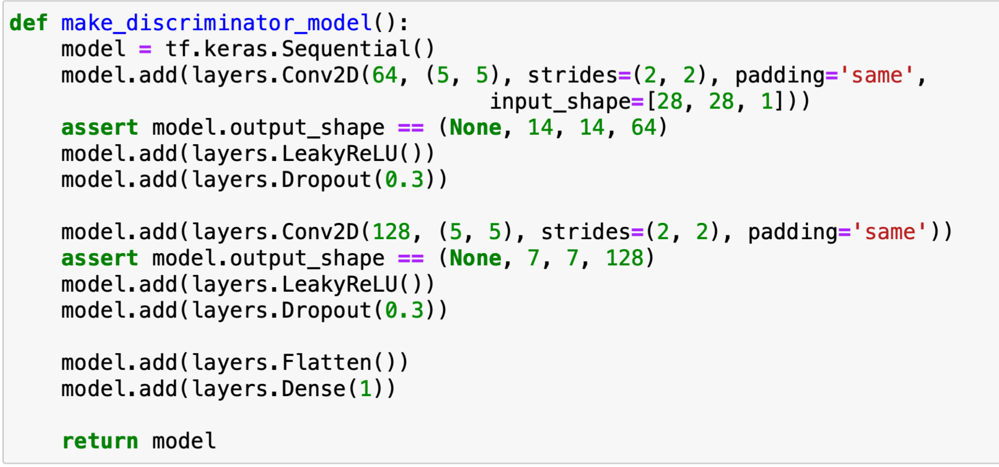 def make_discriminator_model():
    model = tf.keras.Sequential()
    model.add(layers.Conv2D(64, (5, 5), strides=(2, 2), padding='same',
                                     input_shape=[28, 28, 1]))
    assert model.output_shape == (None, 14, 14, 64)
    model.add(layers.LeakyReLU())
    model.add(layers.Dropout(0.3))

    model.add(layers.Conv2D(128, (5, 5), strides=(2, 2), padding='same'))
    assert model.output_shape == (None, 7, 7, 128)
    model.add(layers.LeakyReLU())
    model.add(layers.Dropout(0.3))

    model.add(layers.Flatten())
    model.add(layers.Dense(1))

    return model